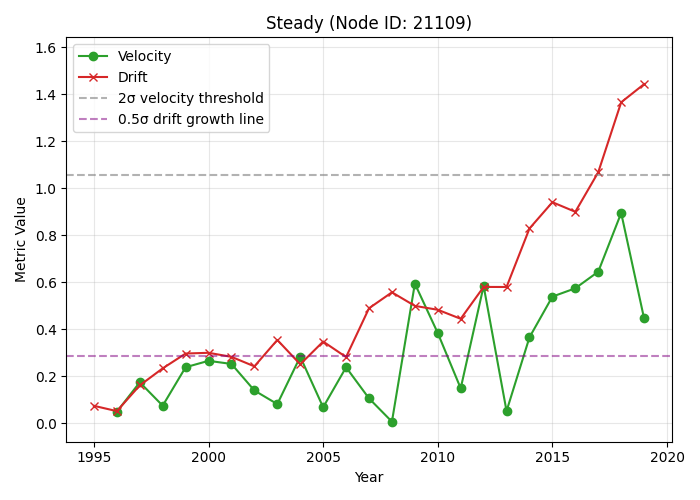 Steady (Node ID: 21109)
Velocity
Drift
2σ velocity threshold
0.5σ drift growth line
Metric Value
1.6
1.4
1.2
1.0
0.8
0.6
0.4
0.2
0.0
1995 2000 2005 2010 2015 2020
Year